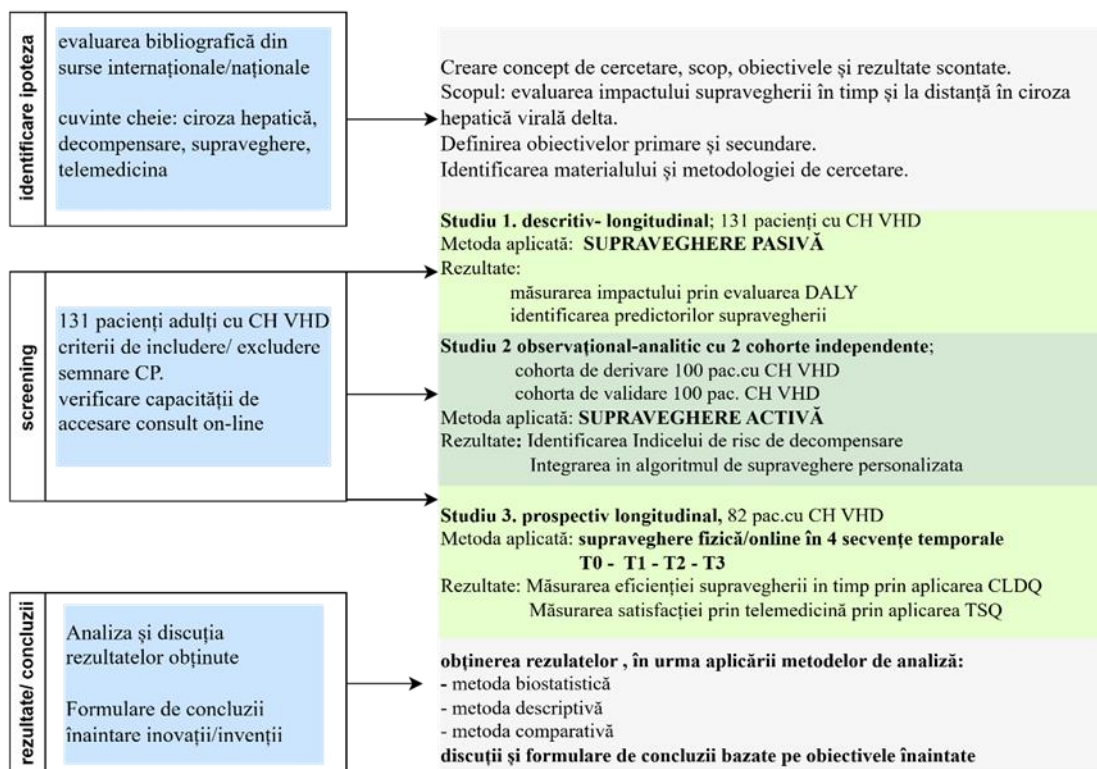 identificare ipoteza
evaluarea bibliografică din
surse internaționale/naționale
cuvinte cheie: ciroza hepatică,
decompensare, supraveghere,
telemedicina
Creare concept de cercetare, scop, obiectivele și rezultate scontate.
Scopul: evaluarea impactului supravegherii în timp și la distanță în ciroza
hepatică virală delta.
Definirea obiectivelor primare și secundare.
Identificarea materialului și metodologiei de cercetare.
screening
131 pacienți adulți cu CH VHD
criterii de includere/ excludere
semnare CP.
verificare capacității de
accesare consult on-line
Studiu 1. descritiv- longitudinal; 131 pacienți cu CH VHD
Metoda aplicată: SUPRAVEGHERE PASIVĂ
Rezultate:
măsurarea impactului prin evaluarea DALY
identificarea predictorilor supravegherii
Studiu 2 observațional-analitic cu 2 cohorte independente;
cohorta de derivare 100 pac.cu CH VHD
cohorta de validare 100 pac. CH VHD
Metoda aplicată: SUPRAVEGHERE ACTIVĂ
Rezultate: Identificarea Indicelui de risc de decompensare
Integrarea in algoritmul de supraveghere personalizata
Studiu 3. prospectiv longitudinal, 82 pac.cu CH VHD
Metoda aplicată: supraveghere fizică/online în 4 secvențe temporale
T0 - T1 - T2 - T3
Rezultate: Măsurarea eficienției supravegherii in timp prin aplicarea CLDQ
Măsurarea satisfacției prin telemedicină prin aplicarea TSQ
rezultate/ concluzii
Analiza și discuția
rezultatelor obținute
Formulare de concluzii
înaintare inovații/invenții
obținerea rezulatelor , în urma aplicării metodelor de analiză:
- metoda biostatistică
- metoda descriptivă
- metoda comparativă
discuții și formulare de concluzii bazate pe obiectivele înaintate